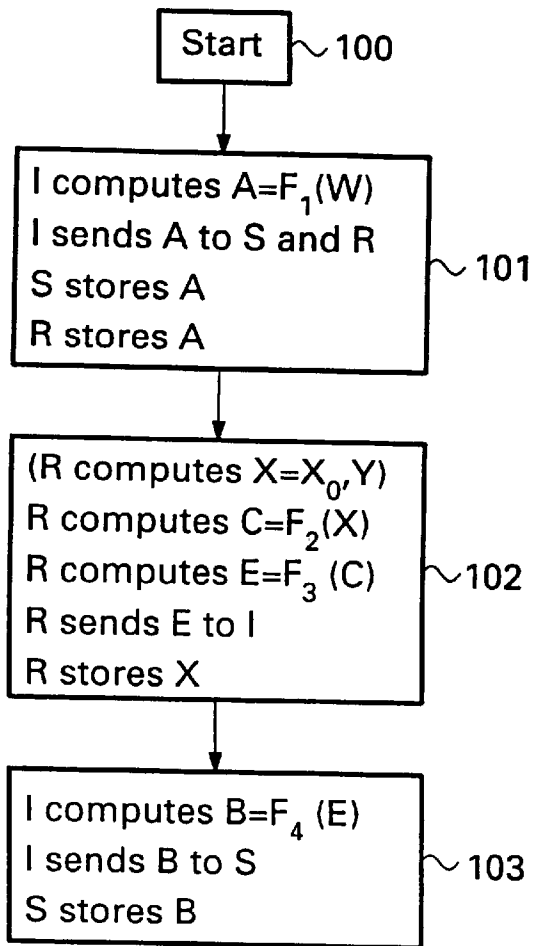 Start
100
I computes A=F₁(W)
I sends A to S and R
S stores A
R stores A
101
(R computes X=X₀,Y)
R computes C=F₂(X)
R computes E=F₃ (C)
R sends E to I
R stores X
102
I computes B=F₄ (E)
I sends B to S
S stores B
103